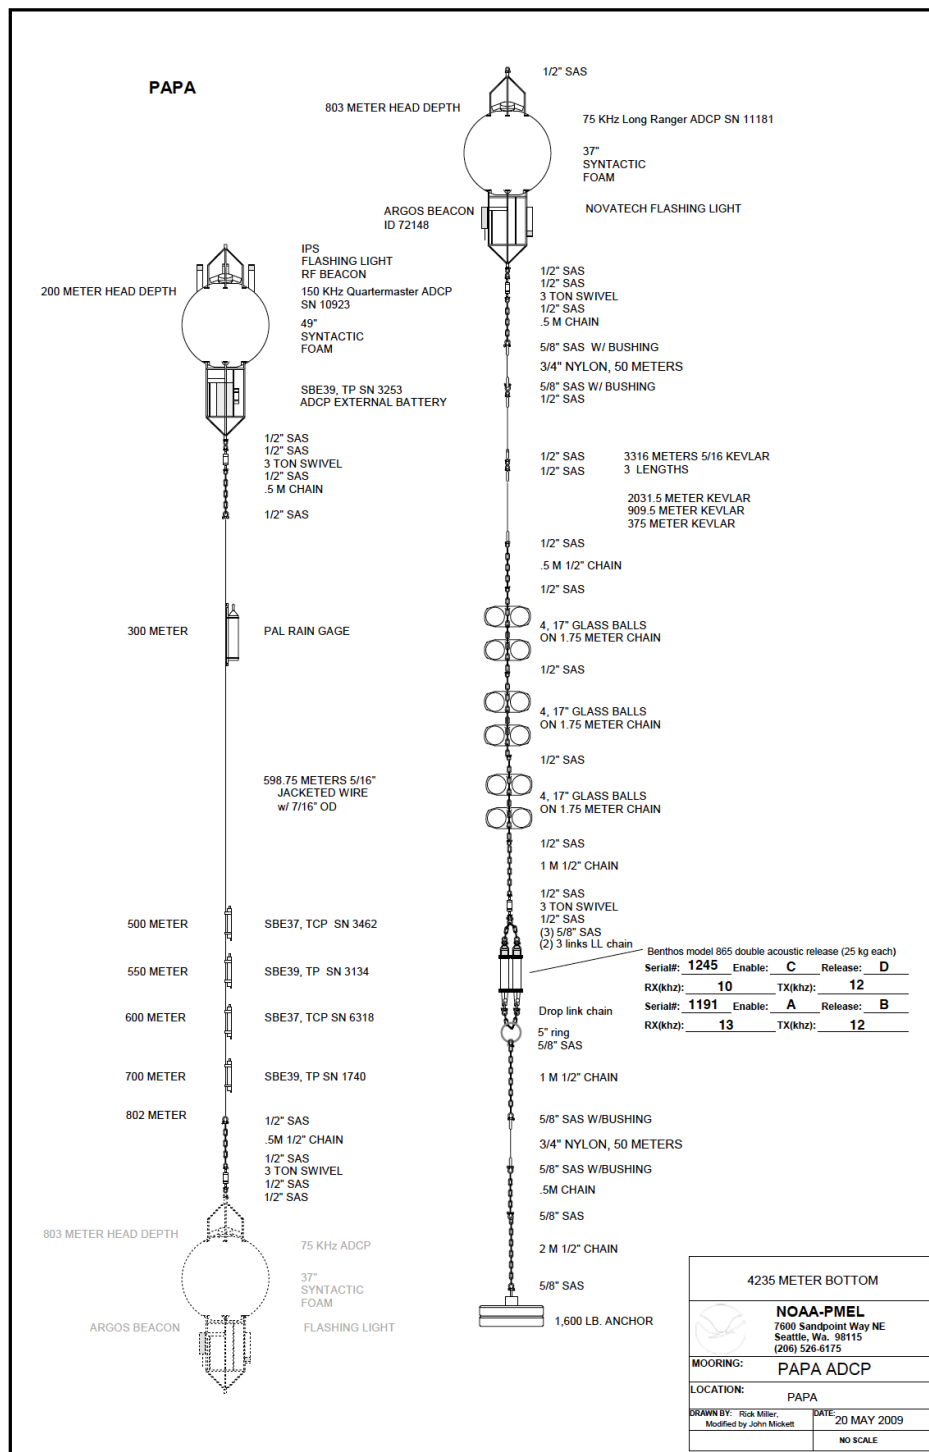 PAPA
803 METER HEAD DEPTH
1/2" SAS
75 KHz Long Ranger ADCP SN 11181
37"
SYNTACTIC
FOAM
ARGOS BEACON
ID 72148
NOVATECH FLASHING LIGHT
IPS
FLASHING LIGHT
RF BEACON
200 METER HEAD DEPTH
150 KHz Quartermaster ADCP
SN 10923
49"
SYNTACTIC
FOAM
SBE39, TP SN 3253
ADCP EXTERNAL BATTERY
1/2" SAS
1/2" SAS
3 TON SWIVEL
1/2" SAS
.5 M CHAIN
1/2" SAS
300 METER
PAL RAIN GAGE
598.75 METERS 5/16"
JACKETED WIRE
w/ 7/16" OD
500 METER
SBE37, TCP SN 3462
550 METER
SBE39, TP SN 3134
600 METER
SBE37, TCP SN 6318
700 METER
SBE39, TP SN 1740
802 METER
1/2" SAS
.5M 1/2" CHAIN
1/2" SAS
3 TON SWIVEL
1/2" SAS
1/2" SAS
803 METER HEAD DEPTH
75 KHz ADCP
37"
SYNTACTIC
FOAM
ARGOS BEACON
FLASHING LIGHT
1/2" SAS
1/2" SAS
3 TON SWIVEL
1/2" SAS
.5 M CHAIN
5/8" SAS W/ BUSHING
3/4" NYLON, 50 METERS
5/8" SAS W/ BUSHING
1/2" SAS
1/2" SAS
1/2" SAS
3316 METERS 5/16 KEVLAR
3 LENGTHS
2031.5 METER KEVLAR
909.5 METER KEVLAR
375 METER KEVLAR
1/2" SAS
.5 M 1/2" CHAIN
1/2" SAS
4, 17" GLASS BALLS
ON 1.75 METER CHAIN
1/2" SAS
4, 17" GLASS BALLS
ON 1.75 METER CHAIN
1/2" SAS
4, 17" GLASS BALLS
ON 1.75 METER CHAIN
1/2" SAS
1 M 1/2" CHAIN
1/2" SAS
3 TON SWIVEL
1/2" SAS
(3) 5/8" SAS
(2) 3 links LL chain
Benthos model 865 double acoustic release (25 kg each)
Serial#: 1245 Enable: C Release: D
RX(khz): 10 TX(khz): 12
Serial#: 1191 Enable: A Release: B
RX(khz): 13 TX(khz): 12
Drop link chain
5" ring
5/8" SAS
1 M 1/2" CHAIN
5/8" SAS W/BUSHING
3/4" NYLON, 50 METERS
5/8" SAS W/BUSHING
.5M CHAIN
5/8" SAS
2 M 1/2" CHAIN
5/8" SAS
1,600 LB. ANCHOR
4235 METER BOTTOM
NOAA-PMEL
7600 Sandpoint Way NE
Seattle, Wa. 98115
(206) 526-6175
MOORING: PAPA ADCP
LOCATION: PAPA
DRAWN BY: Rick Miller,
Modified by John Mickett
DATE: 20 MAY 2009
NO SCALE